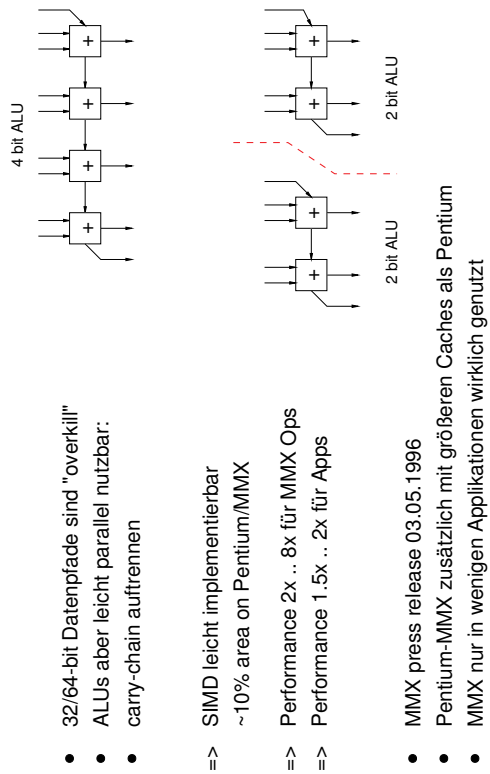 • 32/64-bit Datenpfade sind "overkill"
• ALUs aber leicht parallel nutzbar:
• carry-chain auftrennen
4 bit ALU
+ + + +
=> SIMD leicht implementierbar
~10% area on Pentium/MMX
=> Performance 2x .. 8x für MMX Ops
=> Performance 1.5x .. 2x für Apps
+ + + +
2 bit ALU 2 bit ALU
• MMX press release 03.05.1996
• Pentium-MMX zusätzlich mit größeren Caches als Pentium
• MMX nur in wenigen Applikationen wirklich genutzt